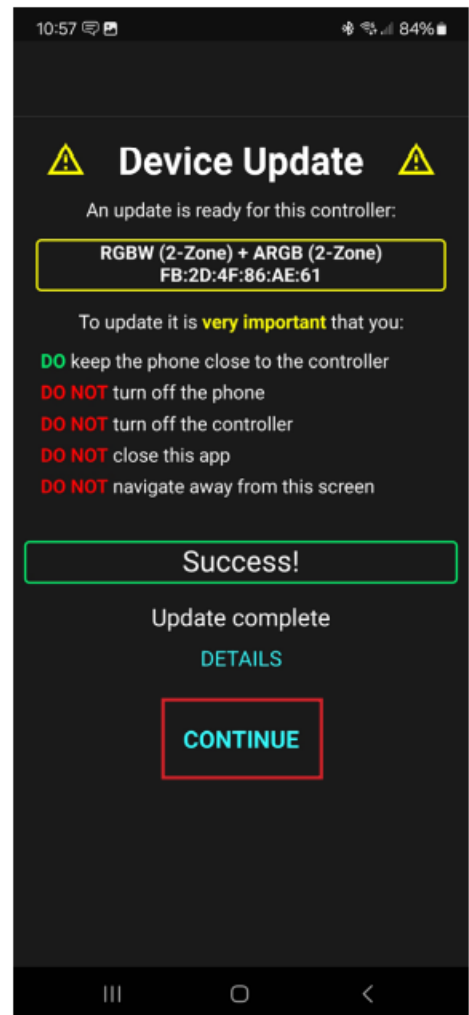 10:57 84%
Device Update
An update is ready for this controller:
RGBW (2-Zone) + ARGB (2-Zone)
FB:2D:4F:86:AE:61
To update it is very important that you:
DO keep the phone close to the controller
DO NOT turn off the phone
DO NOT turn off the controller
DO NOT close this app
DO NOT navigate away from this screen
Success!
Update complete
DETAILS
CONTINUE